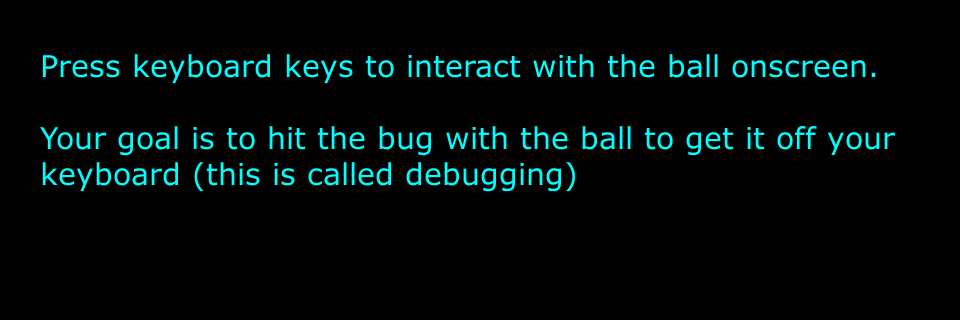 Press keyboard keys to interact with the ball onscreen.
Your goal is to hit the bug with the ball to get it off your
keyboard (this is called debugging)